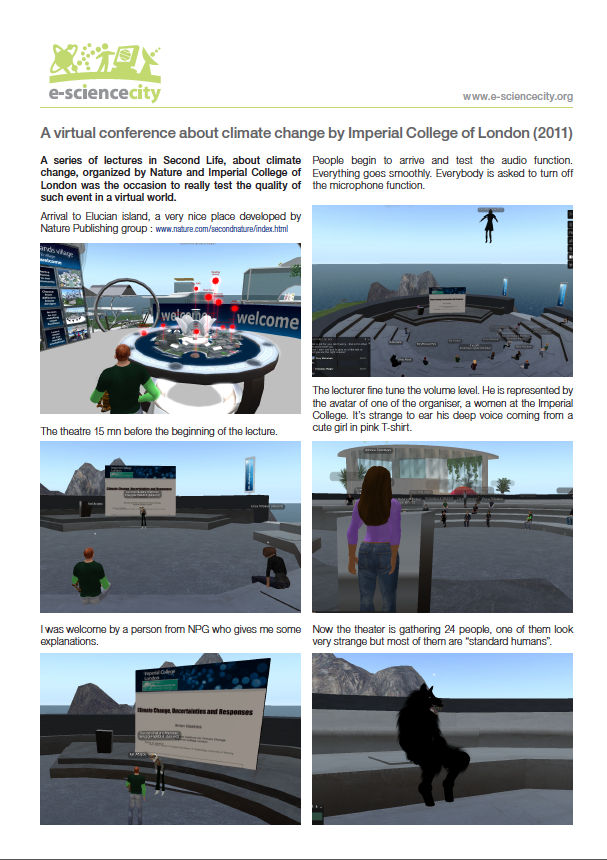 e-sciencecity
www.e-sciencecity.org
A virtual conference about climate change by Imperial College of London (2011)
A series of lectures in Second Life, about climate
change, organized by Nature and Imperial College of
London was the occasion to really test the quality of
such event in a virtual world.
Arrival to Elucian island, a very nice place developed by
Nature Publishing group : www.nature.com/secondnature/index.html
ands village
welcome
welcome
welcome
The theatre 15 mn before the beginning of the lecture.
Climate Change, Uncertainties and Responses
I was welcome by a person from NPG who gives me some
explanations.
Imperial College
London
Climate Change, Uncertainties and Responses
People begin to arrive and test the audio function.
Everything goes smoothly. Everybody is asked to turn off
the microphone function.
The lecturer fine tune the volume level. He is represented by
the avatar of one of the organiser, a women at the Imperial
College. It's strange to ear his deep voice coming from a
cute girl in pink T-shirt.
Now the theater is gathering 24 people, one of them look
very strange but most of them are "standard humans".